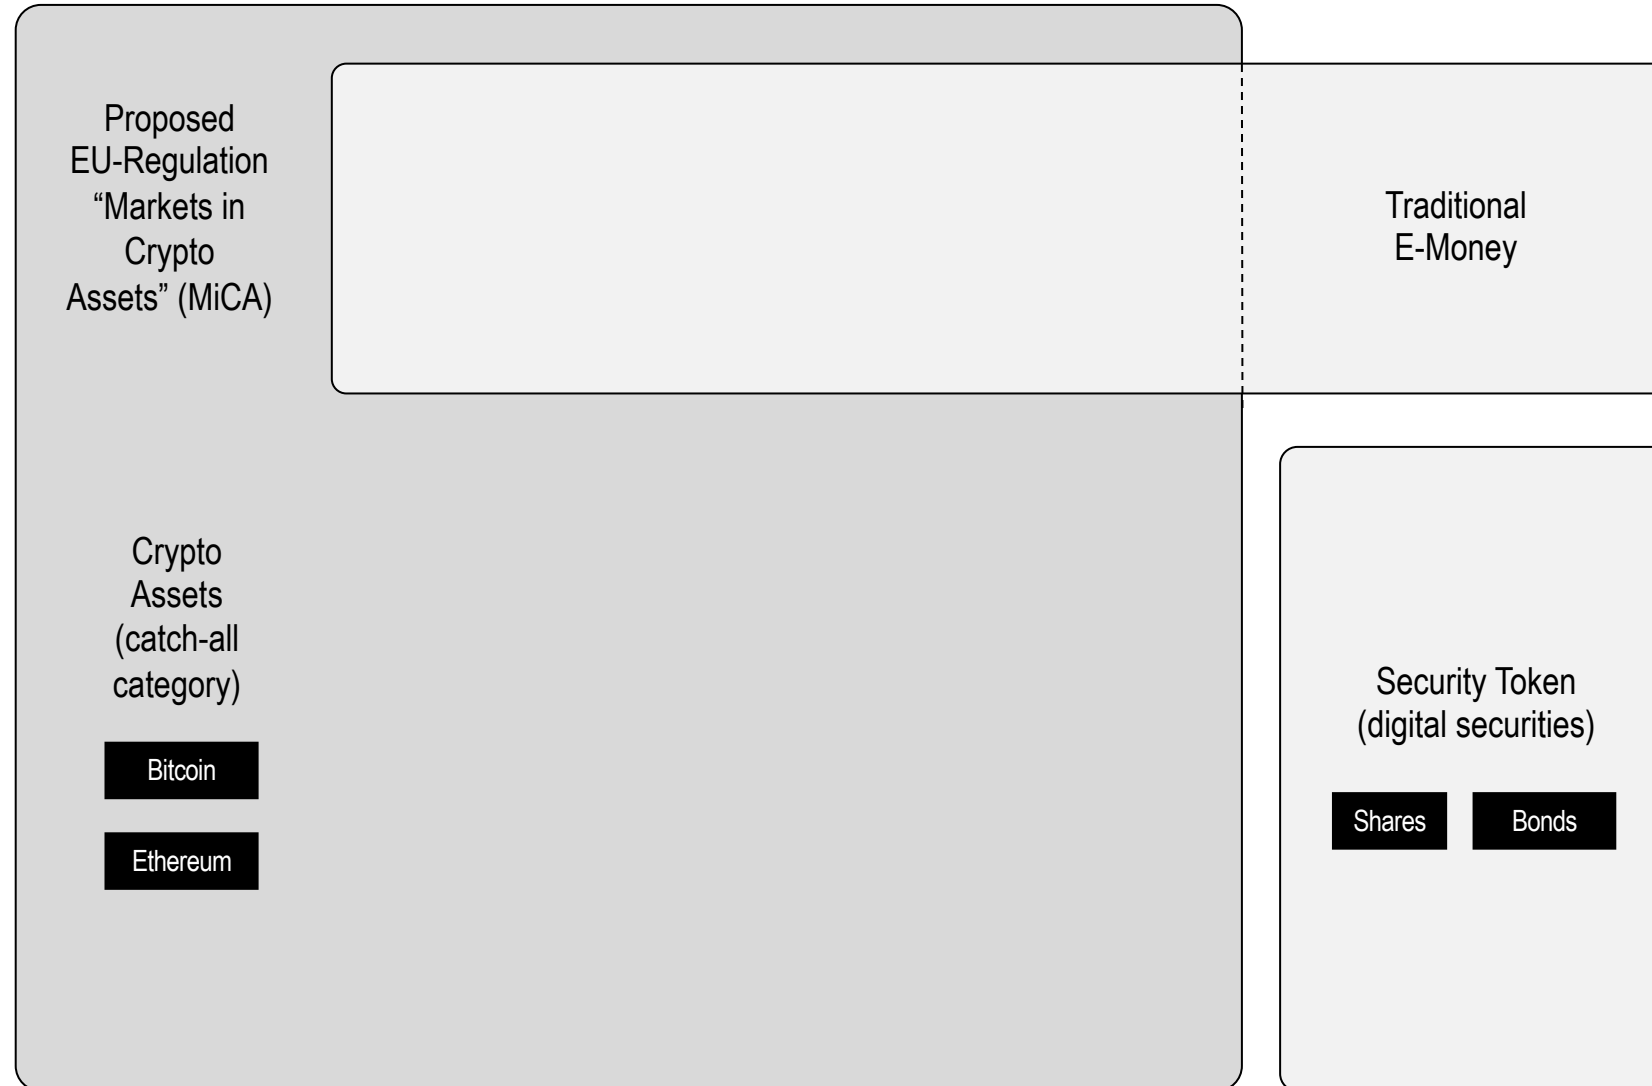 Proposed
EU-Regulation
“Markets in
Crypto
Assets” (MiCA)
Traditional
E-Money
Crypto
Assets
(catch-all
category)
Bitcoin
Ethereum
Security Token
(digital securities)
Shares
Bonds